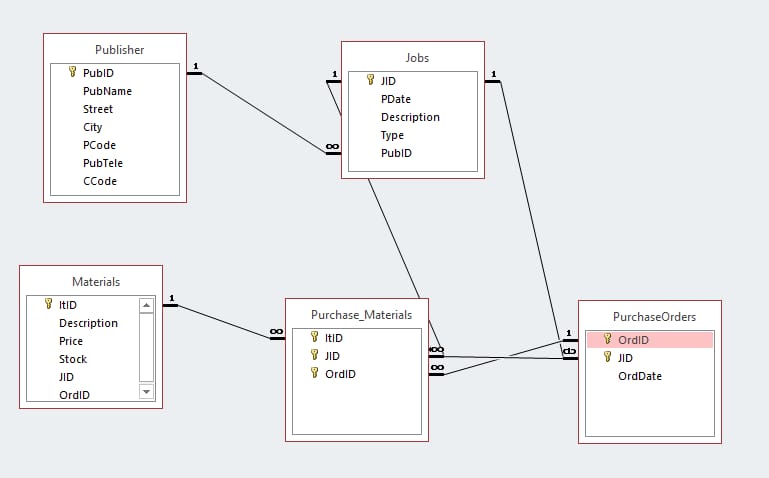 Publisher
PubID
PubName
Street
City
PCode
PubTele
CCode
1
∞
Jobs
JID
PDate
Description
Type
PubID
1
1
Materials
ItID
Description
Price
Stock
JID
OrdID
1
∞
Purchase_Materials
ItID
JID
OrdID
∞
∞
PurchaseOrders
OrdID
JID
OrdDate
1